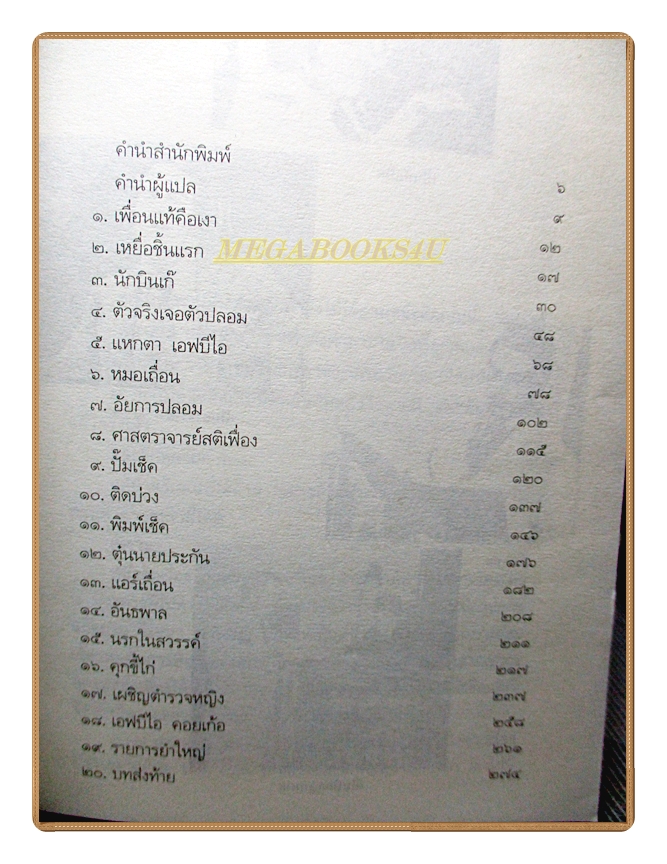 คำนำสำนักพิมพ์ ๖
คำนำผู้แปล ๙
๑. เพื่อนแท้คือเงา ๑๒
๒. เหยื่อชิ้นแรก MEGABOOKS4U ๑๗
๓. นักบินเก๊ ๓๐
๔. ตัวจริงเจอตัวปลอม ๔๘
๕. แหกตา เอฟบีไอ ๖๘
๖. หมอเถื่อน ๗๘
๗. อัยการปลอม ๑๐๒
๘. ศาสตราจารย์สติเฟื่อง ๑๑๕
๙. ปั๊มเช็ค ๑๒๐
๑๐. ติดบ่วง ๑๓๗
๑๑. พิมพ์เช็ค ๑๔๖
๑๒. ตุ๋นนายประกัน ๑๗๖
๑๓. แอร์เถื่อน ๑๘๒
๑๔. อันธพาล ๒๐๘
๑๕. นรกในสวรรค์ ๒๑๑
๑๖. คุกขี้ไก่ ๒๑๗
๑๗. เผชิญตำรวจหญิง ๒๓๗
๑๘. เอฟบีไอ คอยเก้อ ๒๕๘
๑๙. รายการยำใหญ่ ๒๖๑
๒๐. บทส่งท้าย ๒๗๔